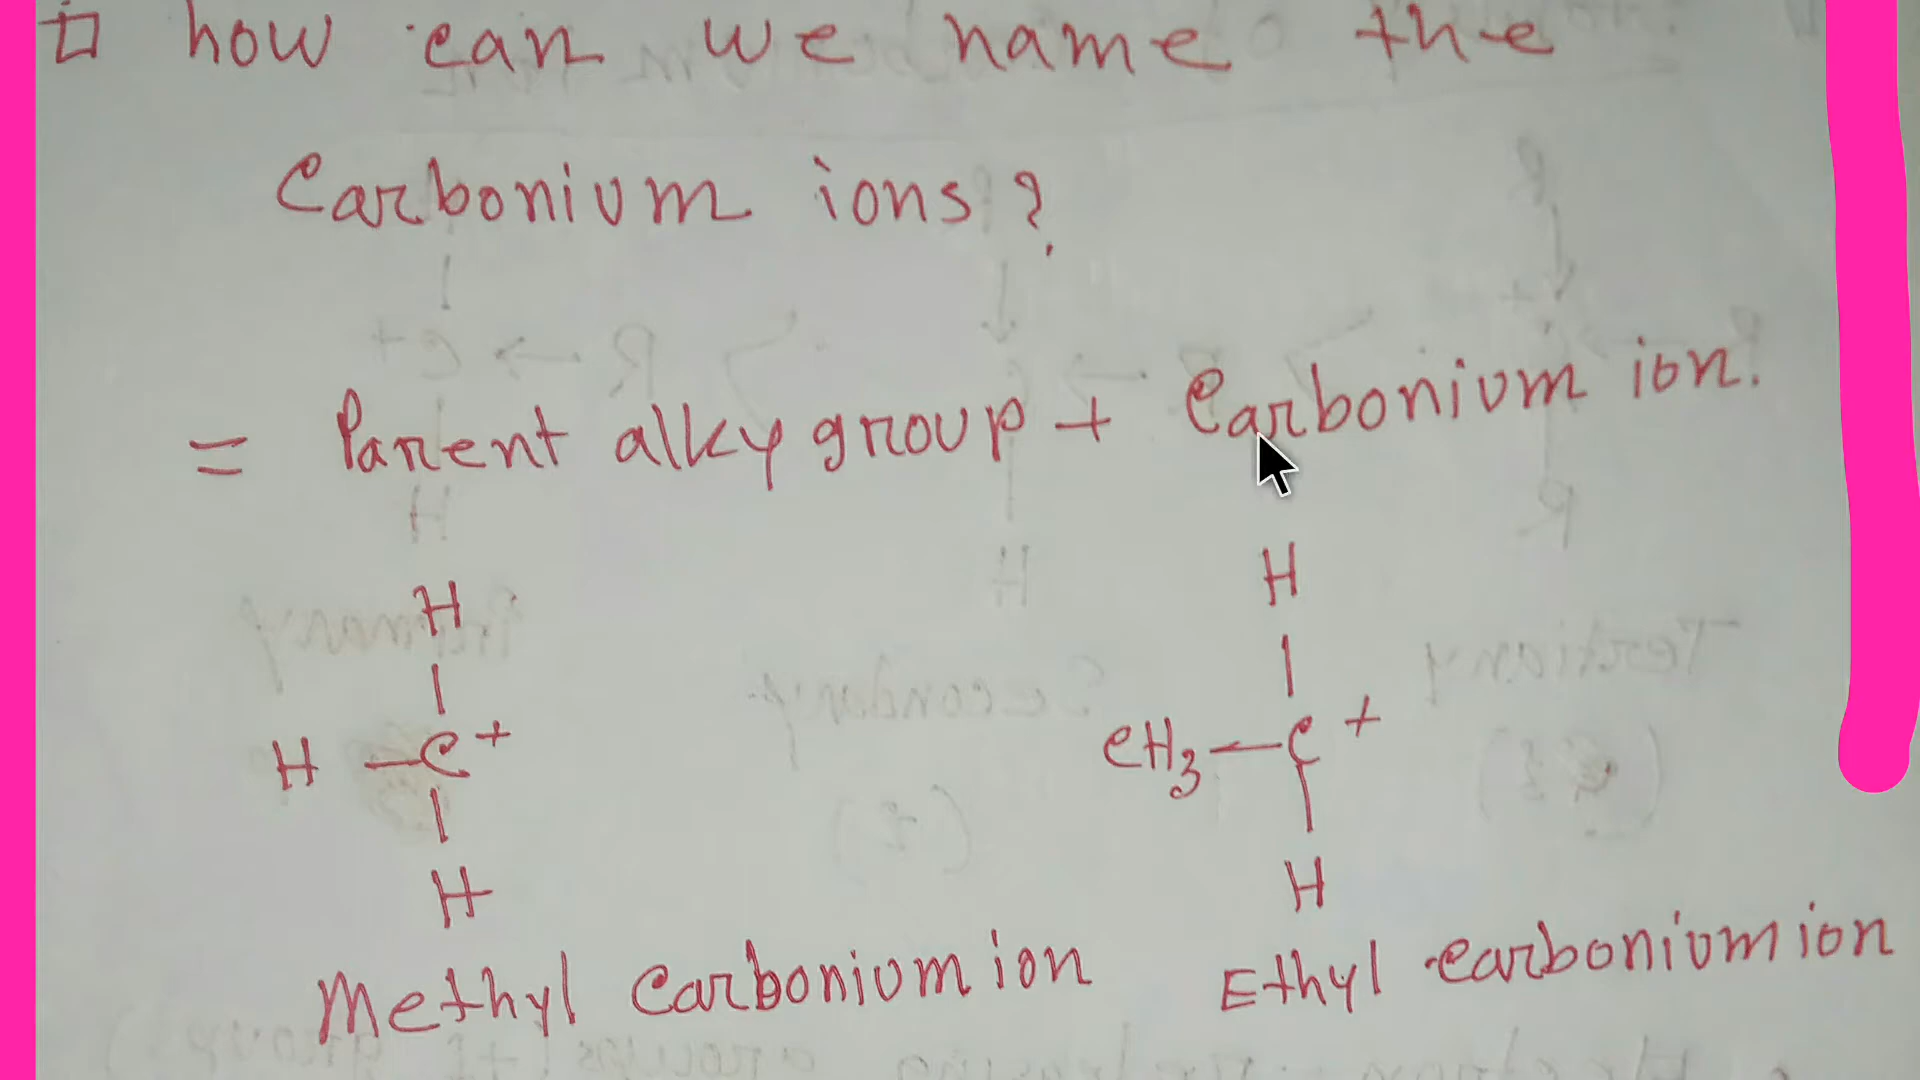 how can we name the
Carbonium ions?
= Parent alky group + Carbonium ion.
H H
H - C+ CH3 - C+
H H
Methyl Carbonium ion Ethyl carbonium ion